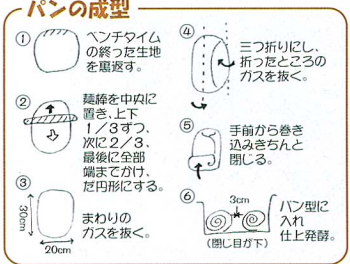 パンの成型
① ベンチタイム
の終った生地
を裏返す。
② 麺棒を中央に
置き、上下
1/3ずつ、
次に2/3、
最後に全部
端までかけ、
だ円形にする。
③ まわりの
ガスを抜く。
30cm
20cm
④ 三つ折りにし、
折ったところの
ガスを抜く。
⑤ 手前から巻き
込みきちんと
閉じる。
⑥ パン型に
入れ
仕上発酵。
3cm
(閉じ目が下)